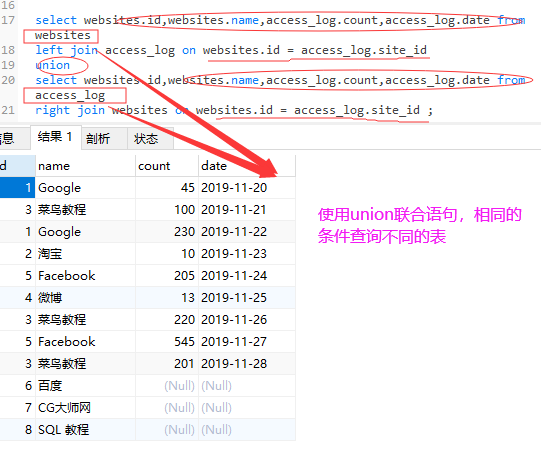 16
17 select websites.id,websites.name,access_log.count,access_log.date from
websites
18 left join access_log on websites.id = access_log.site_id
19 union
20 select websites.id,websites.name,access_log.count,access_log.date from
access_log
21 right join websites on websites.id = access_log.site_id ;
信息 结果 1 剖析 状态
id name count date
1 Google 45 2019-11-20
3 菜鸟教程 100 2019-11-21
1 Google 230 2019-11-22
2 淘宝 10 2019-11-23
5 Facebook 205 2019-11-24
4 微博 13 2019-11-25
3 菜鸟教程 220 2019-11-26
5 Facebook 545 2019-11-27
3 菜鸟教程 201 2019-11-28
6 百度 (Null) (Null)
7 CG大师网 (Null) (Null)
8 SQL 教程 (Null) (Null)
使用union联合语句，相同的
条件查询不同的表